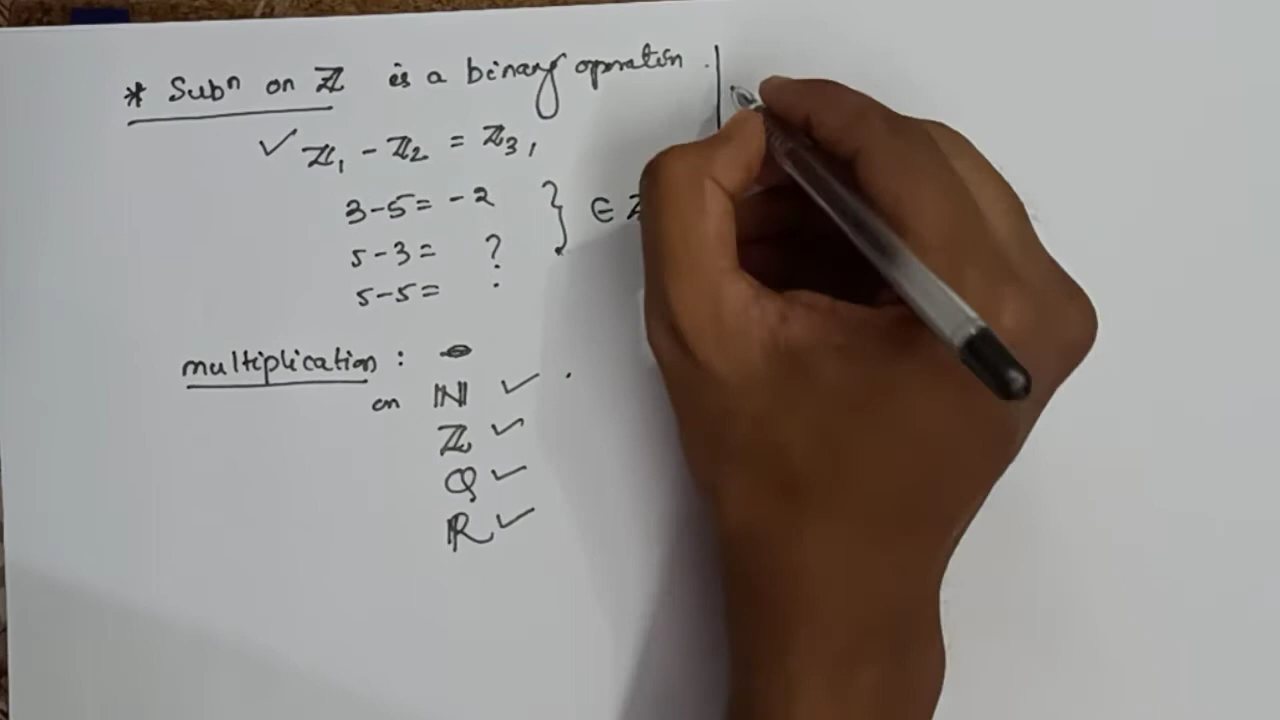 * Subⁿ on ℤ is a binary operation.
✓ ℤ₁ - ℤ₂ = ℤ₃,
3-5 = -2 } ∈ ℤ
5-3 = ?
5-5 = .
multiplication :
on ℕ ✓ .
ℤ ✓
Q ✓
ℝ ✓